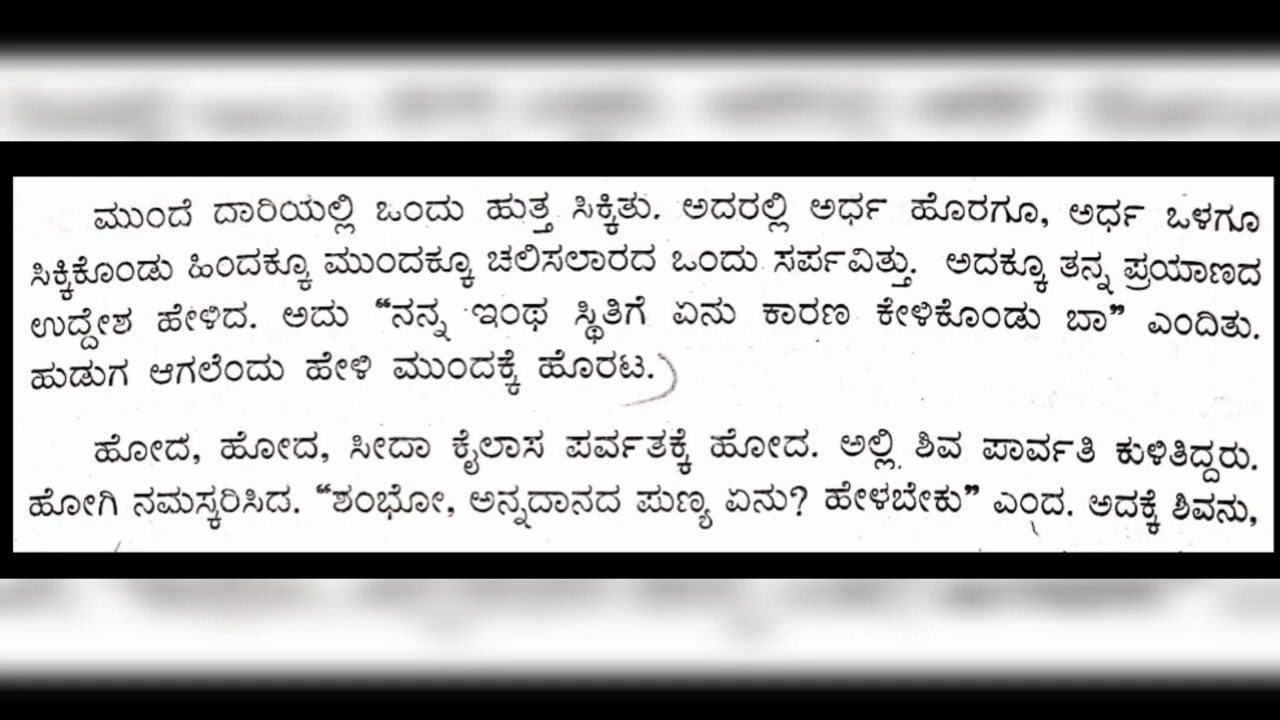 ಮುಂದೆ ದಾರಿಯಲ್ಲಿ ಒಂದು ಹುತ್ತ ಸಿಕ್ಕಿತು. ಅದರಲ್ಲಿ ಅರ್ಧ ಹೊರಗೂ, ಅರ್ಧ ಒಳಗೂ
ಸಿಕ್ಕಿಕೊಂಡು ಹಿಂದಕ್ಕೂ ಮುಂದಕ್ಕೂ ಚಲಿಸಲಾರದ ಒಂದು ಸರ್ಪವಿತ್ತು. ಅದಕ್ಕೂ ತನ್ನ ಪ್ರಯಾಣದ
ಉದ್ದೇಶ ಹೇಳಿದ. ಅದು “ನನ್ನ ಇಂಥ ಸ್ಥಿತಿಗೆ ಏನು ಕಾರಣ ಕೇಳಿಕೊಂಡು ಬಾ” ಎಂದಿತು.
ಹುಡುಗ ಆಗಲೆಂದು ಹೇಳಿ ಮುಂದಕ್ಕೆ ಹೊರಟ.
ಹೋದ, ಹೋದ, ಸೀದಾ ಕೈಲಾಸ ಪರ್ವತಕ್ಕೆ ಹೋದ. ಅಲ್ಲಿ ಶಿವ ಪಾರ್ವತಿ ಕುಳಿತಿದ್ದರು.
ಹೋಗಿ ನಮಸ್ಕರಿಸಿದ. “ಶಂಭೋ, ಅನ್ನದಾನದ ಪುಣ್ಯ ಏನು? ಹೇಳಬೇಕು” ಎಂದ. ಅದಕ್ಕೆ ಶಿವನು,